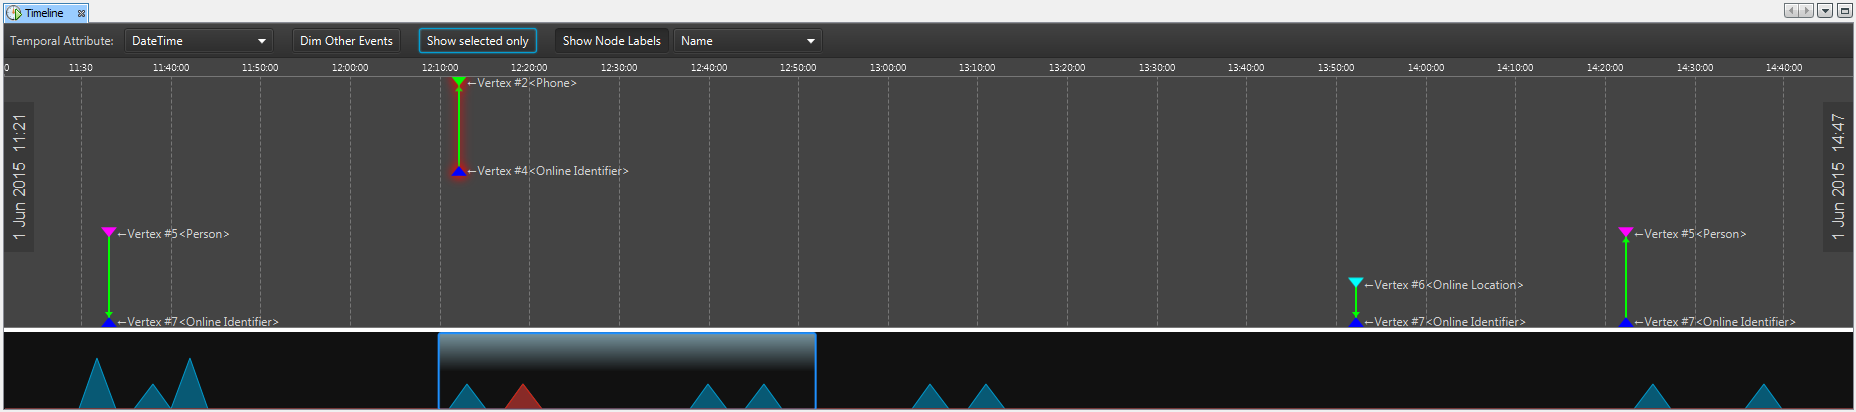 Timeline
Temporal Attribute: DateTime Dim Other Events Show selected only Show Node Labels Name
0 11:30 11:40:00 11:50:00 12:00:00 12:10:00 12:20:00 12:30:00 12:40:00 12:50:00 13:00:00 13:10:00 13:20:00 13:30:00 13:40:00 13:50:00 14:00:00 14:10:00 14:20:00 14:30:00 14:40:00
←Vertex #2<Phone>
1 Jun 2015 11:21
1 Jun 2015 14:47
←Vertex #4<Online Identifier>
←Vertex #5<Person>
←Vertex #5<Person>
←Vertex #6<Online Location>
←Vertex #7<Online Identifier>
←Vertex #7<Online Identifier>
←Vertex #7<Online Identifier>